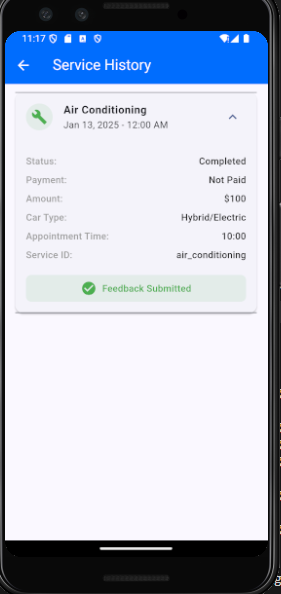 11:17
Service History
Air Conditioning
Jan 13, 2025 - 12:00 AM
Status: Completed
Payment: Not Paid
Amount: $100
Car Type: Hybrid/Electric
Appointment Time: 10:00
Service ID: air_conditioning
Feedback Submitted